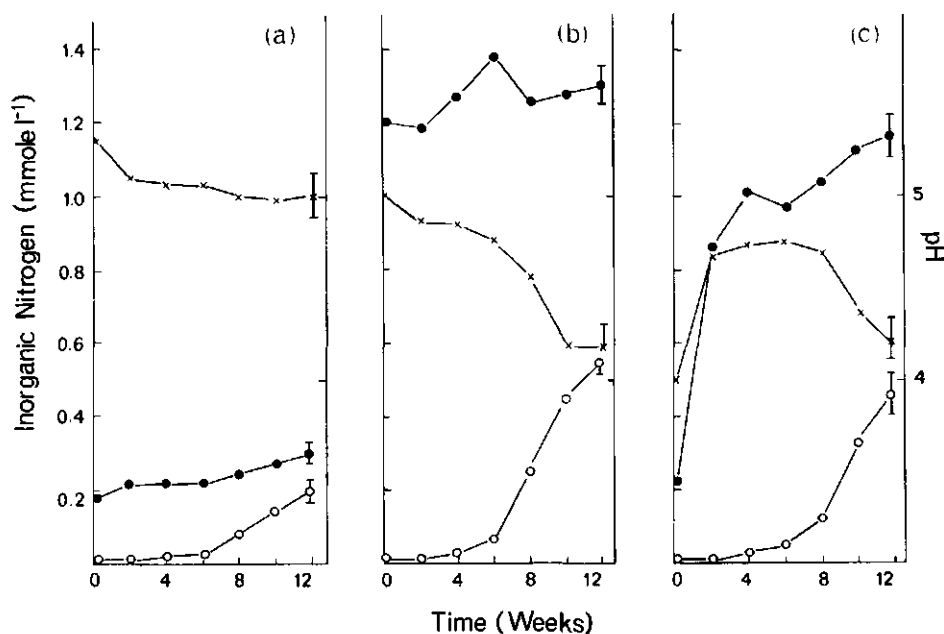 (a) (b) (c)
1.4
1.2
1.0
0.8
0.6
0.4
0.2
Inorganic Nitrogen (mmole l⁻¹)
5
4
pH
0 4 8 12 0 4 8 12 0 4 8 12
Time (Weeks)